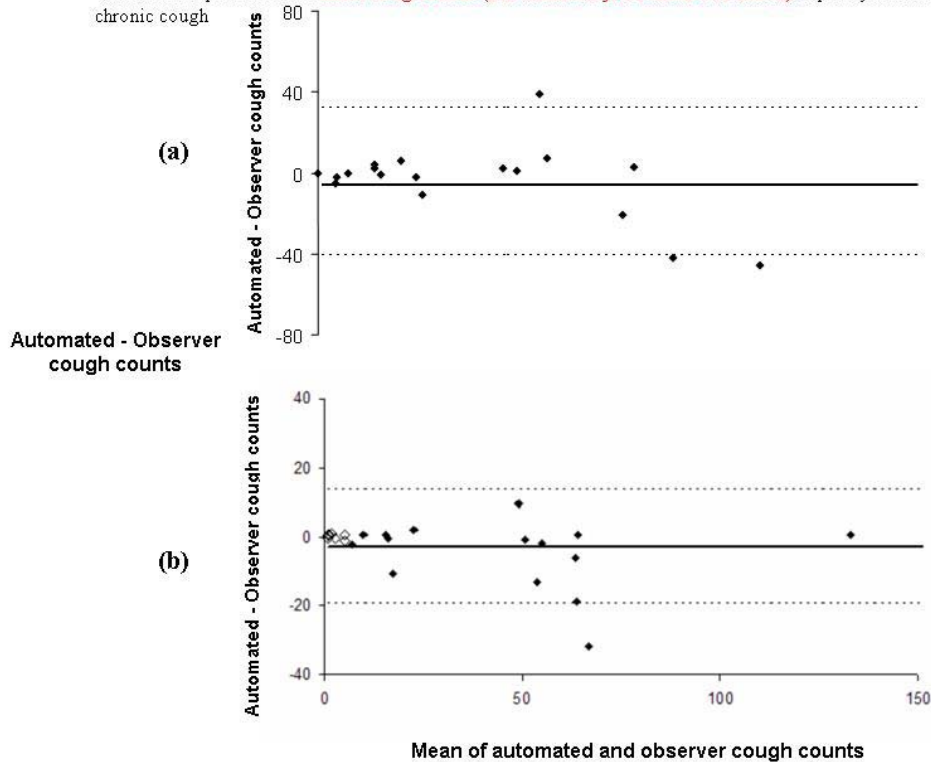 chronic cough
(a)
Automated - Observer cough counts
80
40
0
-40
-80
Automated - Observer
cough counts
(b)
Automated - Observer cough counts
40
20
0
-20
-40
0 50 100 150
Mean of automated and observer cough counts